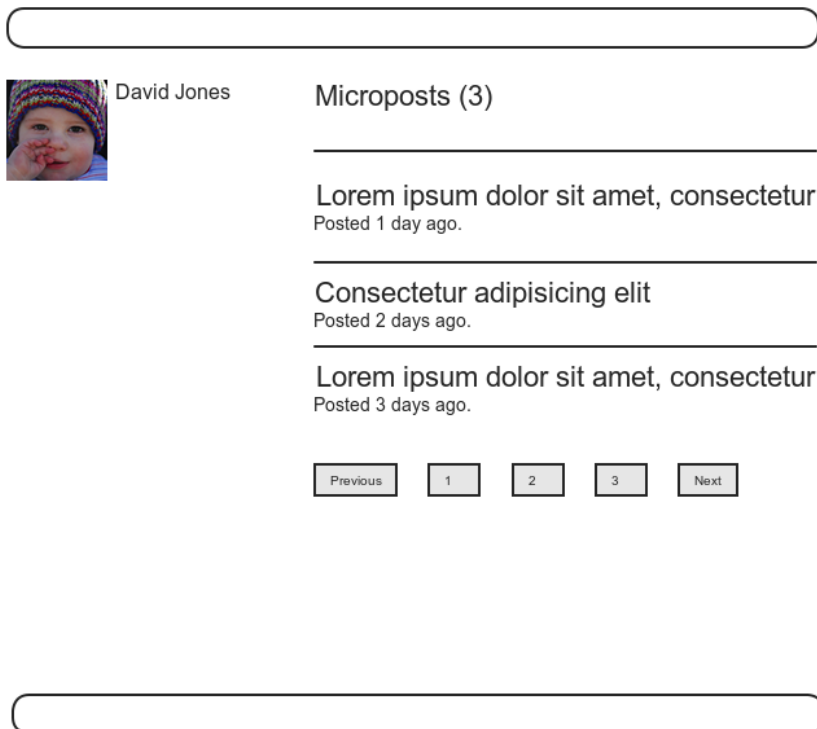 David Jones
Microposts (3)
Lorem ipsum dolor sit amet, consectetur
Posted 1 day ago.
Consectetur adipisicing elit
Posted 2 days ago.
Lorem ipsum dolor sit amet, consectetur
Posted 3 days ago.
Previous 1 2 3 Next